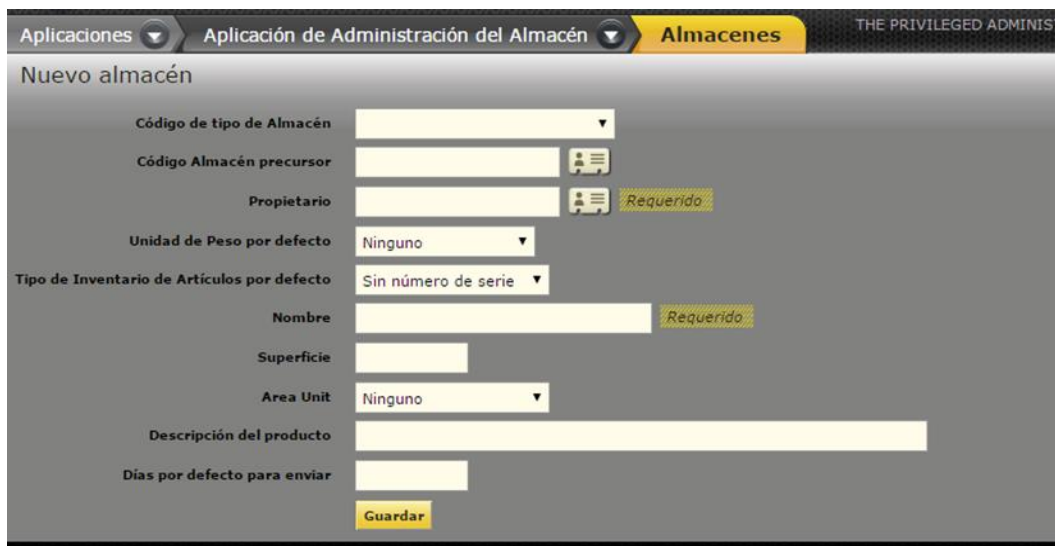 Aplicaciones Aplicación de Administración del Almacén Almacenes THE PRIVILEGED ADMINIS
Nuevo almacén
Código de tipo de Almacén
Código Almacén precursor
Propietario Requerido
Unidad de Peso por defecto Ninguno
Tipo de Inventario de Artículos por defecto Sin número de serie
Nombre Requerido
Superficie
Area Unit Ninguno
Descripción del producto
Días por defecto para enviar
Guardar